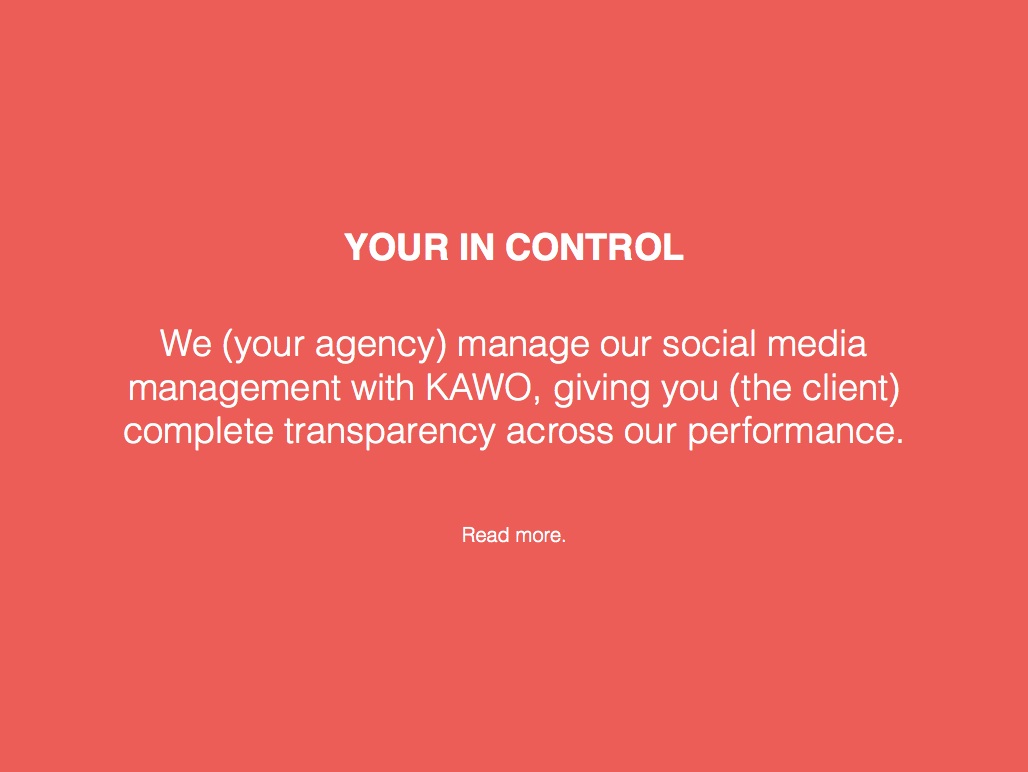 YOUR IN CONTROL
We (your agency) manage our social media
management with KAWO, giving you (the client)
complete transparency across our performance.
Read more.